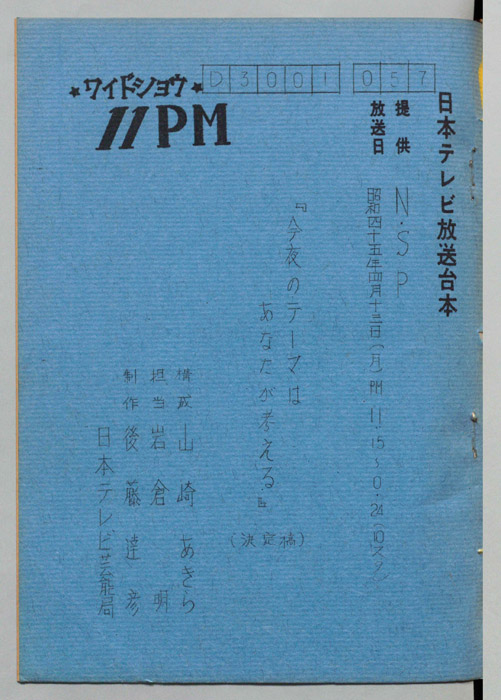 日本テレビ放送台本
提供 N・S・P
放送日 昭和四十五年四月十三日(月)PM 11.15～0.24(10スタ)
D3001 057
★ワイドショウ★
11PM
『今夜のテーマは
あなたが考える』
(決定稿)
構成 山崎あきら
担当 岩倉明
制作 後藤達彦
日本テレビ芸能局